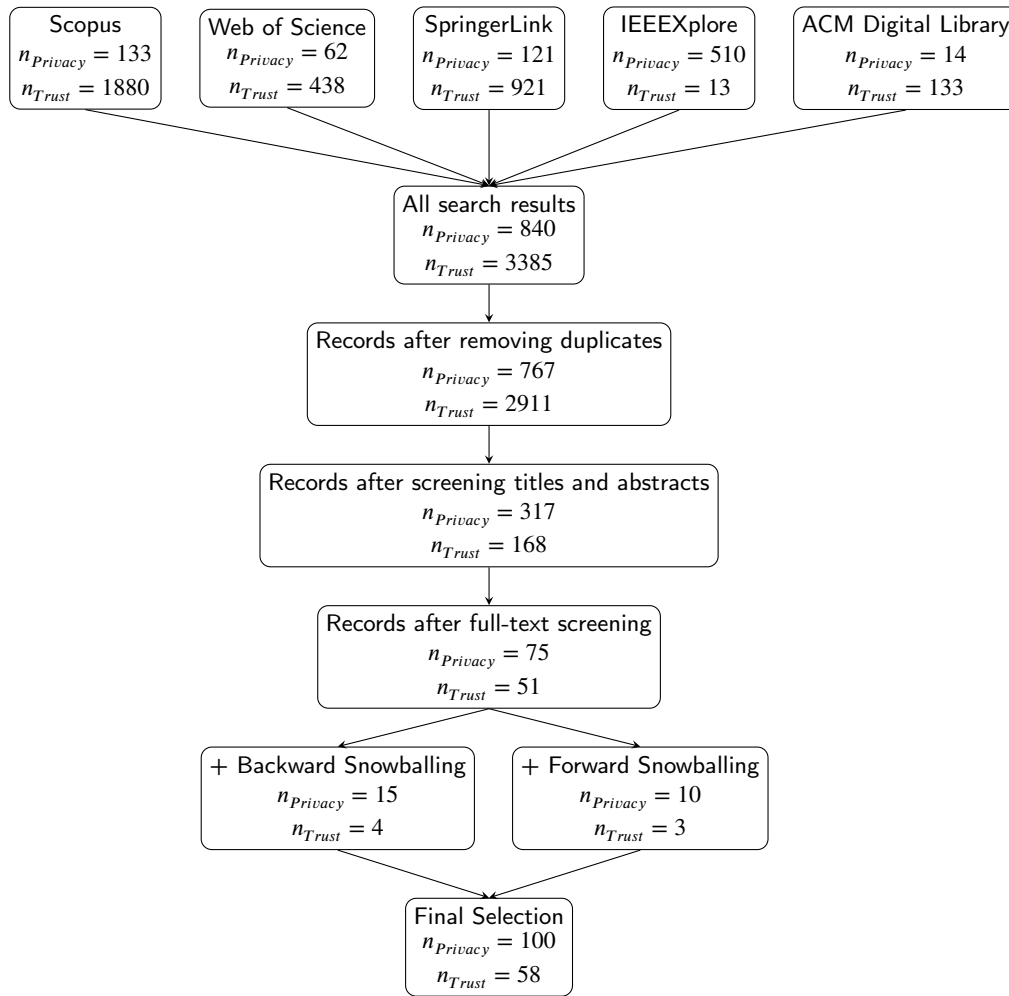 Scopus
n_Privacy = 133
n_Trust = 1880
Web of Science
n_Privacy = 62
n_Trust = 438
SpringerLink
n_Privacy = 121
n_Trust = 921
IEEEXplore
n_Privacy = 510
n_Trust = 13
ACM Digital Library
n_Privacy = 14
n_Trust = 133
All search results
n_Privacy = 840
n_Trust = 3385
Records after removing duplicates
n_Privacy = 767
n_Trust = 2911
Records after screening titles and abstracts
n_Privacy = 317
n_Trust = 168
Records after full-text screening
n_Privacy = 75
n_Trust = 51
+ Backward Snowballing
n_Privacy = 15
n_Trust = 4
+ Forward Snowballing
n_Privacy = 10
n_Trust = 3
Final Selection
n_Privacy = 100
n_Trust = 58